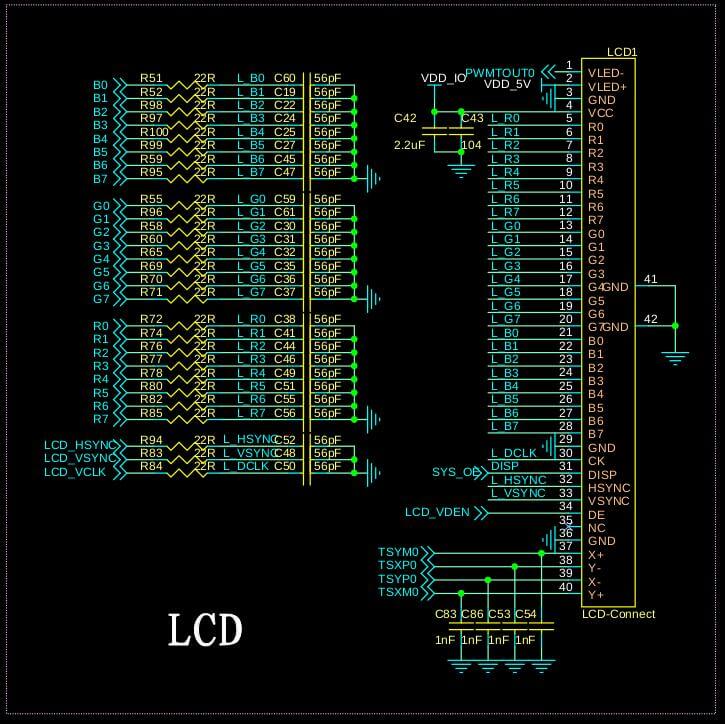 LCD1
B0 R51 22R L_B0 C60 56pF
B1 R52 22R L_B1 C19 56pF
B2 R98 22R L_B2 C22 56pF
B3 R97 22R L_B3 C24 56pF
B4 R100 22R L_B4 C25 56pF
B5 R99 22R L_B5 C27 56pF
B6 R59 22R L_B6 C45 56pF
B7 R95 22R L_B7 C47 56pF
G0 R55 22R L_G0 C59 56pF
G1 R96 22R L_G1 C61 56pF
G2 R58 22R L_G2 C30 56pF
G3 R60 22R L_G3 C31 56pF
G4 R65 22R L_G4 C32 56pF
G5 R69 22R L_G5 C35 56pF
G6 R70 22R L_G6 C36 56pF
G7 R71 22R L_G7 C37 56pF
R0 R72 22R L_R0 C38 56pF
R1 R74 22R L_R1 C41 56pF
R2 R76 22R L_R2 C44 56pF
R3 R77 22R L_R3 C46 56pF
R4 R78 22R L_R4 C49 56pF
R5 R80 22R L_R5 C51 56pF
R6 R82 22R L_R6 C55 56pF
R7 R85 22R L_R7 C56 56pF
LCD_HSYNC R94 22R L_HSYNC C52 56pF
LCD_VSYNC R83 22R L_VSYNC C48 56pF
LCD_VCLK R84 22R L_DCLK C50 56pF
VDD_IO
C42 C43
2.2uF 104
PWMTOUT0 1 VLED-
VDD_5V 2 VLED+
3 GND
4 VCC
L_R0 5 R0
L_R1 6 R1
L_R2 7 R2
L_R3 8 R3
L_R4 9 R4
L_R5 10 R5
L_R6 11 R6
L_R7 12 R7
L_G0 13 G0
L_G1 14 G1
L_G2 15 G2
L_G3 16 G3
L_G4 17 G4 GND 41
L_G5 18 G5
L_G6 19 G6
L_G7 20 G7 GND 42
L_B0 21 B0
L_B1 22 B1
L_B2 23 B2
L_B3 24 B3
L_B4 25 B4
L_B5 26 B5
L_B6 27 B6
L_B7 28 B7
29 GND
L_DCLK 30 CK
DISP 31 DISP
L_HSYNC 32 HSYNC
L_VSYNC 33 VSYNC
LCD_VDEN 34 DE
35 NC
36 GND
TSYM0 37 X+
TSXP0 38 Y-
TSYP0 39 X-
TSXM0 40 Y+
C83 C86 C53 C54
1nF 1nF 1nF 1nF
LCD-Connect
LCD